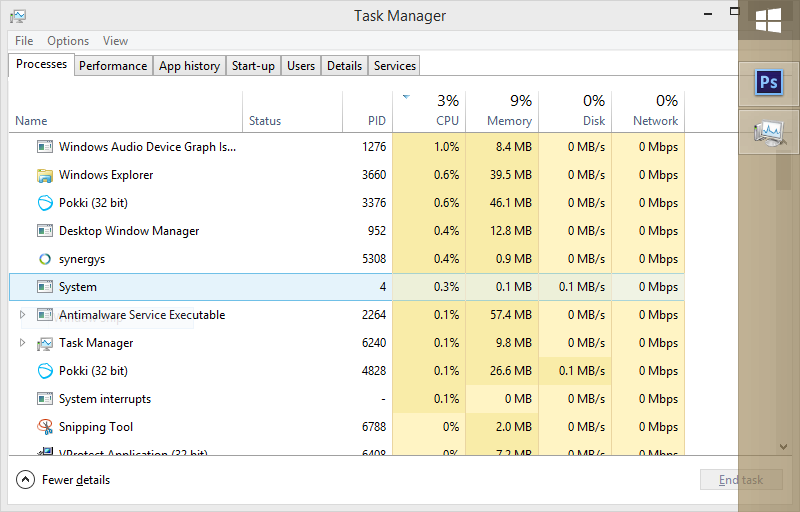 Task Manager
File Options View
Processes Performance App history Start-up Users Details Services
3% 9% 0% 0%
Name Status PID CPU Memory Disk Network
Windows Audio Device Graph Is... 1276 1.0% 8.4 MB 0 MB/s 0 Mbps
Windows Explorer 3660 0.6% 39.5 MB 0 MB/s 0 Mbps
Pokki (32 bit) 3376 0.6% 46.1 MB 0 MB/s 0 Mbps
Desktop Window Manager 952 0.4% 12.8 MB 0 MB/s 0 Mbps
synergys 5308 0.4% 0.9 MB 0 MB/s 0 Mbps
System 4 0.3% 0.1 MB 0.1 MB/s 0 Mbps
Antimalware Service Executable 2264 0.1% 57.4 MB 0 MB/s 0 Mbps
Task Manager 6240 0.1% 9.8 MB 0 MB/s 0 Mbps
Pokki (32 bit) 4828 0.1% 26.6 MB 0.1 MB/s 0 Mbps
System interrupts - 0.1% 0 MB 0 MB/s 0 Mbps
Snipping Tool 6788 0% 2.0 MB 0 MB/s 0 Mbps
VProtect Application (32 bit) 6408 0% 7.2 MB 0 MB/s 0 Mbps
Fewer details End task
Ps